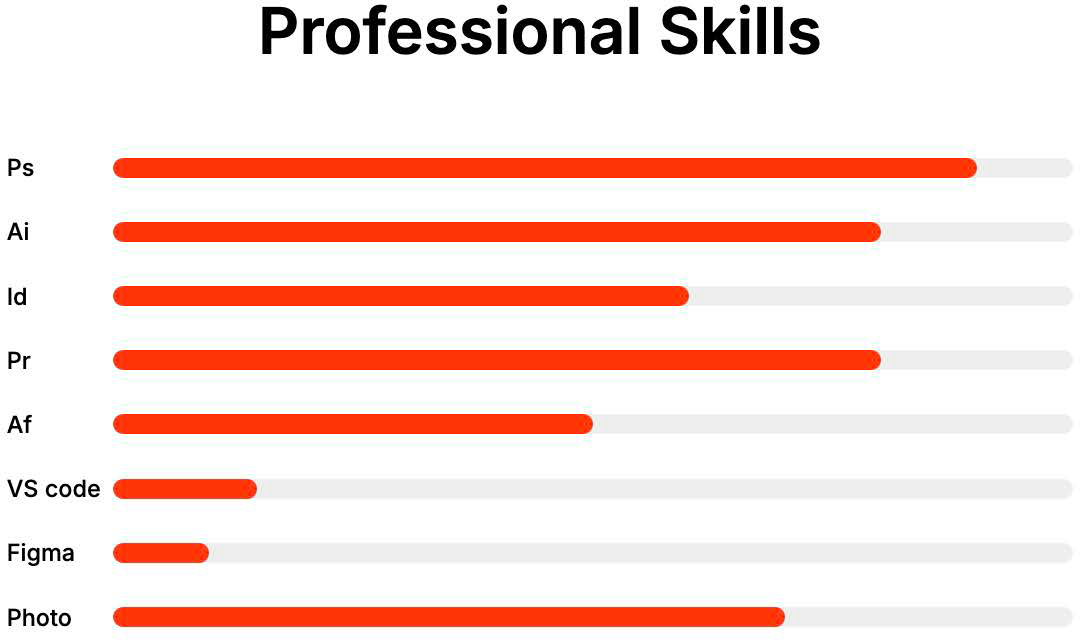 Professional Skills
Ps
Ai
Id
Pr
Af
VS code
Figma
Photo